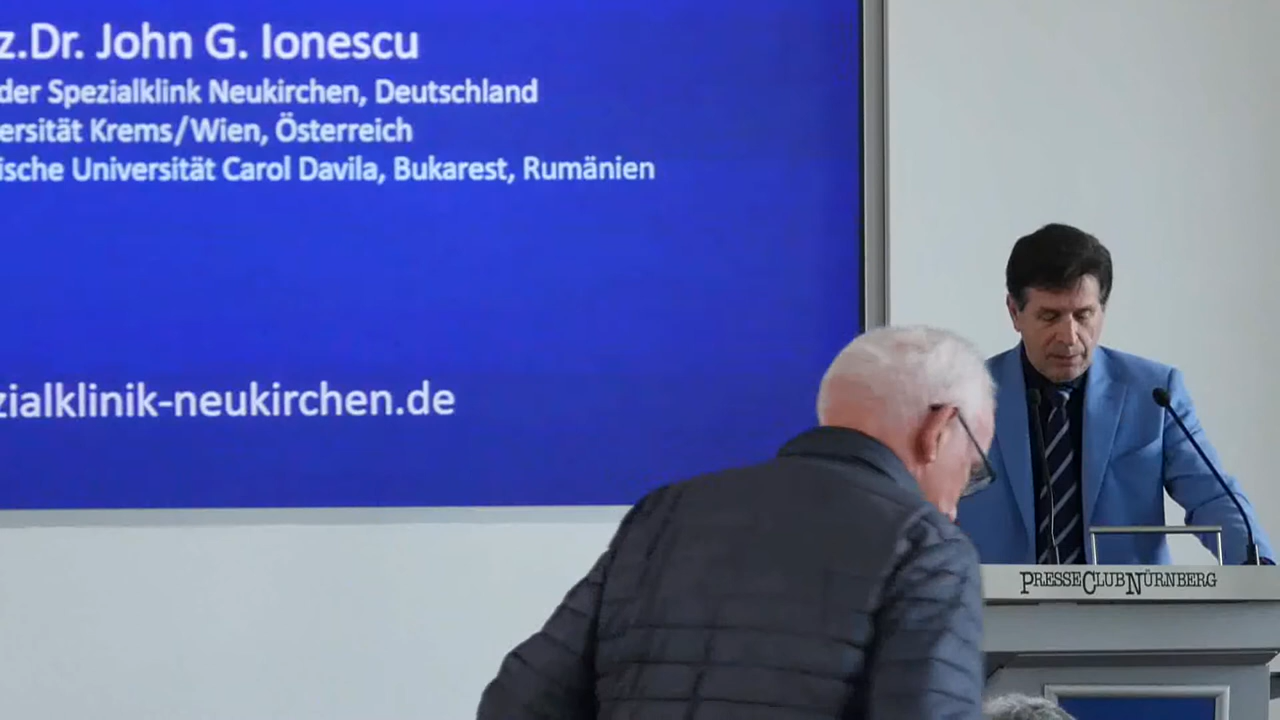 z.Dr. John G. Ionescu
der Spezialklink Neukirchen, Deutschland
ersität Krems/Wien, Österreich
ische Universität Carol Davila, Bukarest, Rumänien
zialklinik-neukirchen.de
PRESSECLUBNÜRNBERG